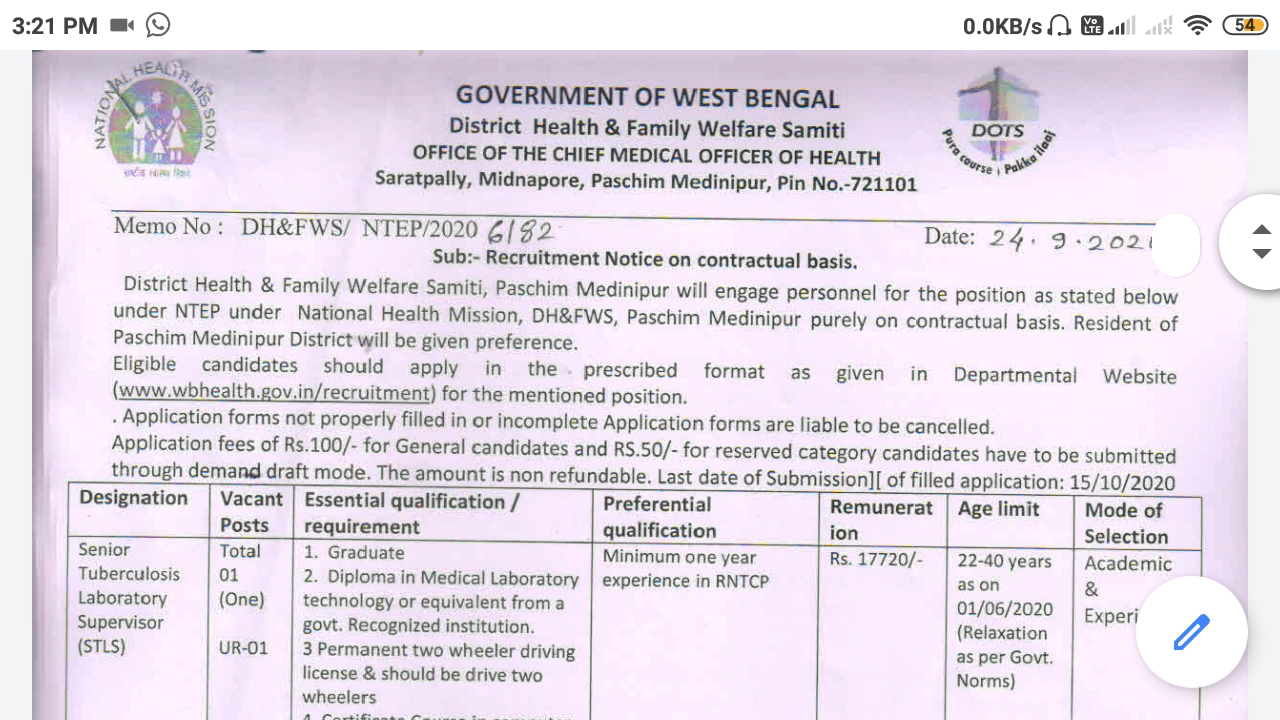 3:21 PM
0.0KB/s
Vo LTE
54
NATIONAL HEALTH MISSION
GOVERNMENT OF WEST BENGAL
District Health & Family Welfare Samiti
OFFICE OF THE CHIEF MEDICAL OFFICER OF HEALTH
Saratpally, Midnapore, Paschim Medinipur, Pin No.-721101
DOTS
Pura course, Pakka ilaaj
Memo No : DH&FWS/ NTEP/2020 6182
Date: 24.9.202
Sub:- Recruitment Notice on contractual basis.
District Health & Family Welfare Samiti, Paschim Medinipur will engage personnel for the position as stated below
under NTEP under National Health Mission, DH&FWS, Paschim Medinipur purely on contractual basis. Resident of
Paschim Medinipur District will be given preference.
Eligible candidates should apply in the prescribed format as given in Departmental Website
(www.wbhealth.gov.in/recruitment) for the mentioned position.
. Application forms not properly filled in or incomplete Application forms are liable to be cancelled.
Application fees of Rs.100/- for General candidates and RS.50/- for reserved category candidates have to be submitted
through demand draft mode. The amount is non refundable. Last date of Submission][ of filled application: 15/10/2020
Designation
Vacant
Posts
Essential qualification /
requirement
Preferential
qualification
Remunerat
ion
Age limit
Mode of
Selection
Senior
Tuberculosis
Laboratory
Supervisor
(STLS)
Total
01
(One)
UR-01
1. Graduate
2. Diploma in Medical Laboratory
technology or equivalent from a
govt. Recognized institution.
3 Permanent two wheeler driving
license & should be drive two
wheelers
4. Certificate Course in computer
Minimum one year
experience in RNTCP
Rs. 17720/-
22-40 years
as on
01/06/2020
(Relaxation
as per Govt.
Norms)
Academic
&
Experi